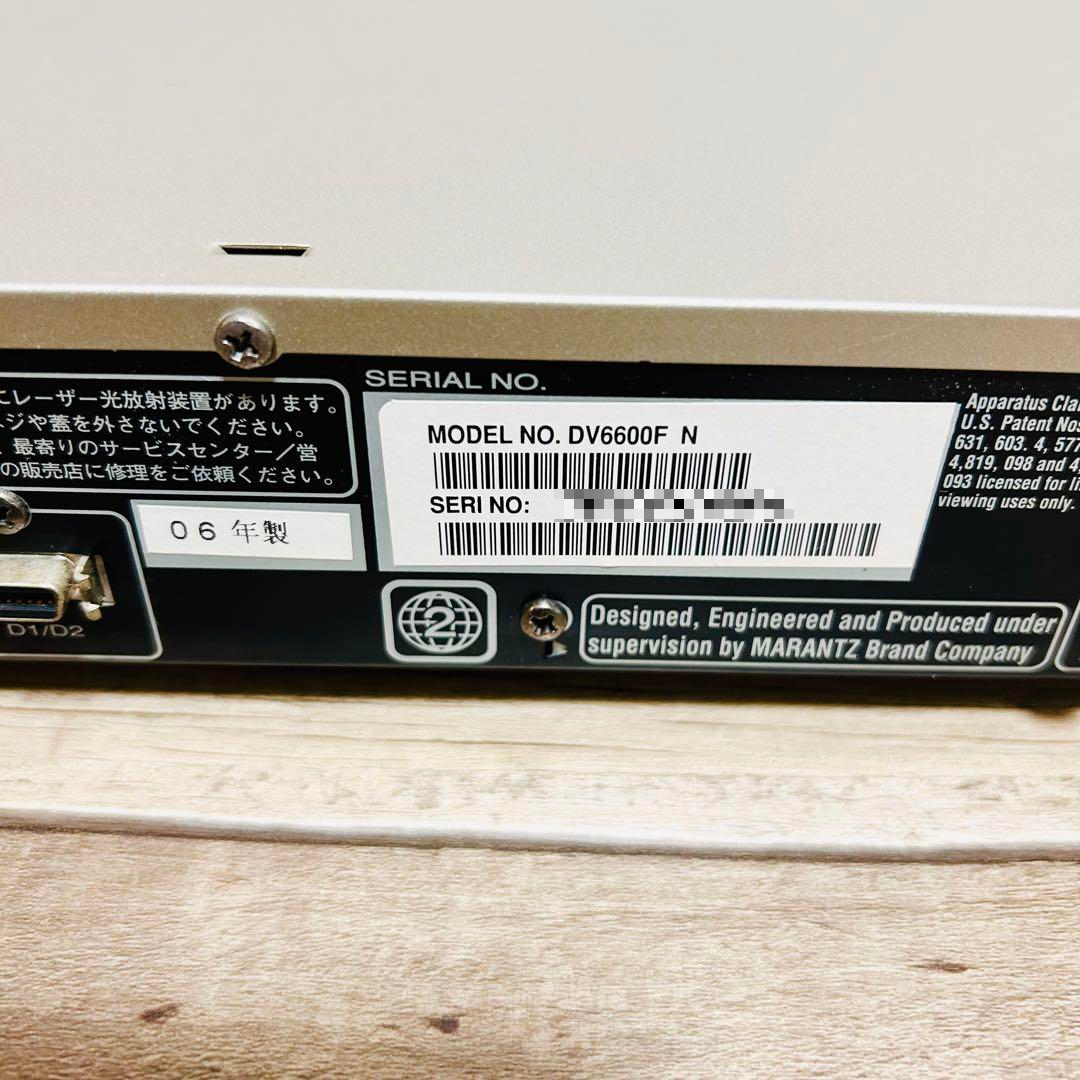 にレーザー光放射装置があります。
ネジや蓋を外さないでください。
、最寄りのサービスセンター／営
の販売店に修理をご依頼ください。
06年製
D1/D2
SERIAL NO.
MODEL NO. DV6600F N
SERI NO:
2
Designed, Engineered and Produced under
supervision by MARANTZ Brand Company
Apparatus Cla
U.S. Patent Nos
631, 603. 4, 577
4,819, 098 and 4,
093 licensed for li
viewing uses only.